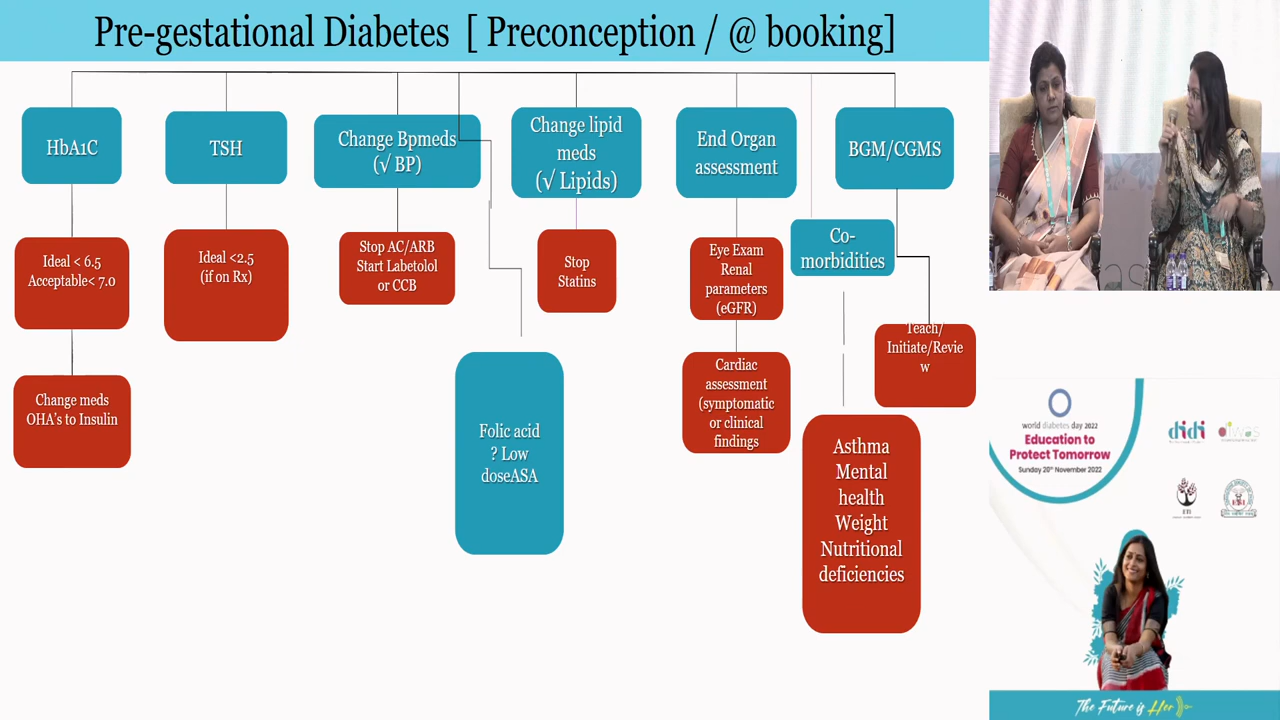 Pre-gestational Diabetes [ Preconception / @ booking]
HbA1C
TSH
Change Bpmeds
(√ BP)
Change lipid
meds
(√ Lipids)
End Organ
assessment
BGM/CGMS
Co-
morbidities
Ideal < 6.5
Acceptable< 7.0
Ideal <2.5
(if on Rx)
Stop AC/ARB
Start Labetolol
or CCB
Stop
Statins
Eye Exam
Renal
parameters
(eGFR)
Teach/
Initiate/Revie
w
Change meds
OHA's to Insulin
Folic acid
? Low
doseASA
Cardiac
assessment
(symptomatic
or clinical
findings
Asthma
Mental
health
Weight
Nutritional
deficiencies
world diabetes day 2022
Education to
Protect Tomorrow
Sunday 20th November 2022
didi
The Future is Her